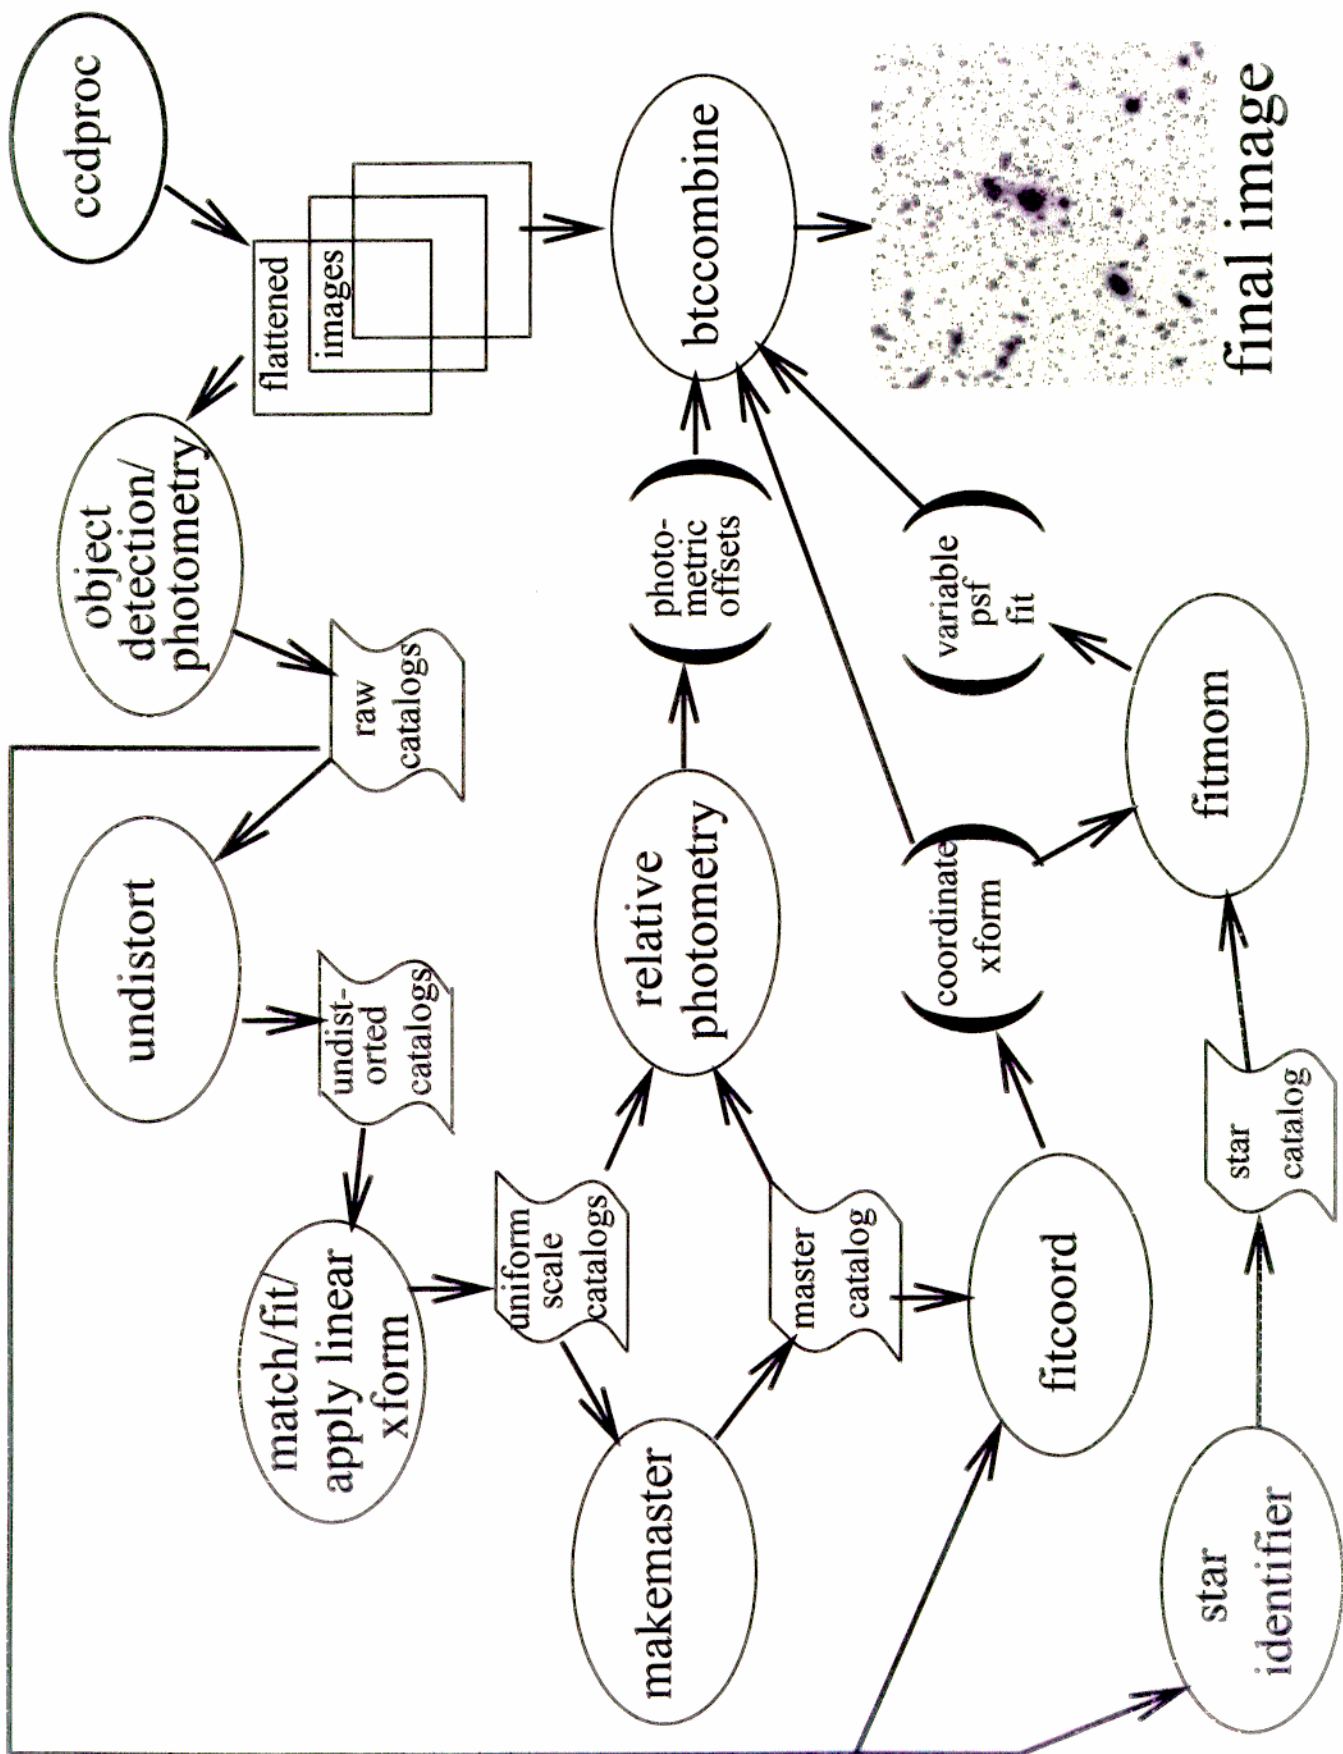 ccdproc
flattened
images
object
detection/
photometry
raw
catalogs
undistort
undist-
orted
catalogs
match/fit/
apply linear
xform
uniform
scale
catalogs
makemaster
master
catalog
relative
photometry
photo-
metric
offsets
btccombine
final image
fitcoord
coordinate
xform
variable
psf
fit
fitmom
star
catalog
star
identifier